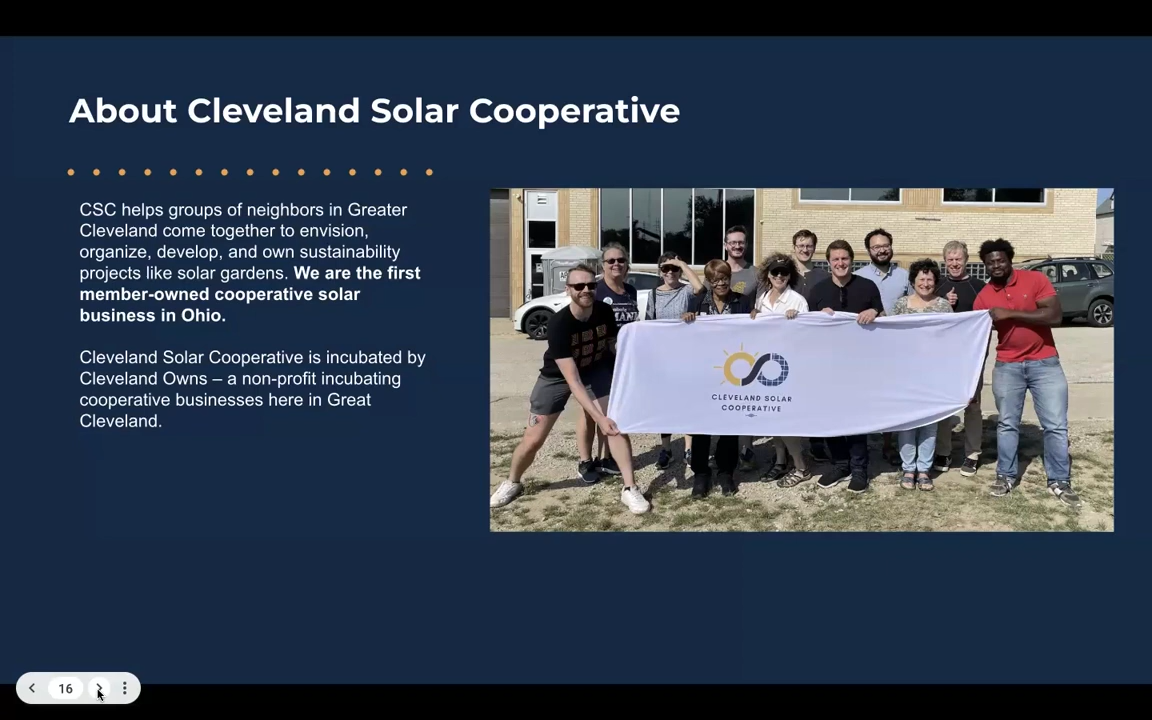 About Cleveland Solar Cooperative
CSC helps groups of neighbors in Greater
Cleveland come together to envision,
organize, develop, and own sustainability
projects like solar gardens. We are the first
member-owned cooperative solar
business in Ohio.
Cleveland Solar Cooperative is incubated by
Cleveland Owns – a non-profit incubating
cooperative businesses here in Great
Cleveland.
CLEVELAND SOLAR
COOPERATIVE
16